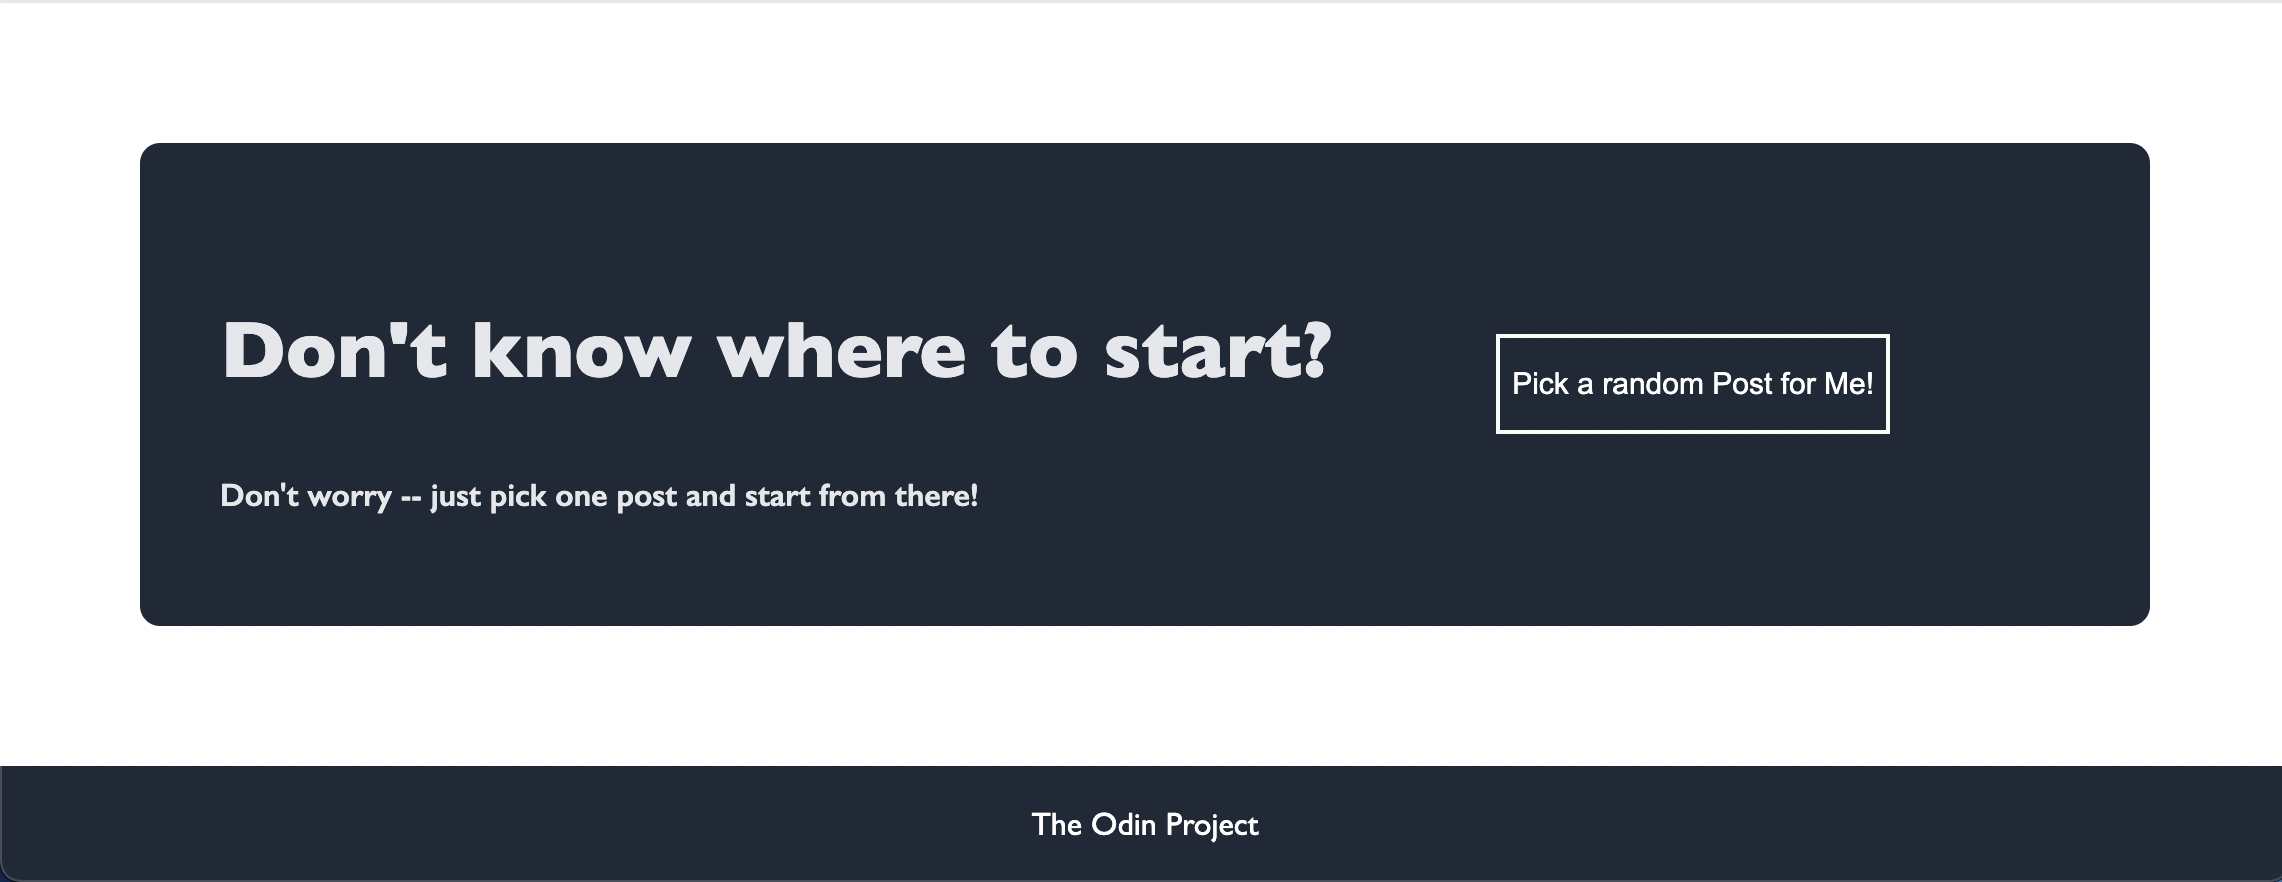 Don't know where to start?
Pick a random Post for Me!
Don't worry -- just pick one post and start from there!
The Odin Project